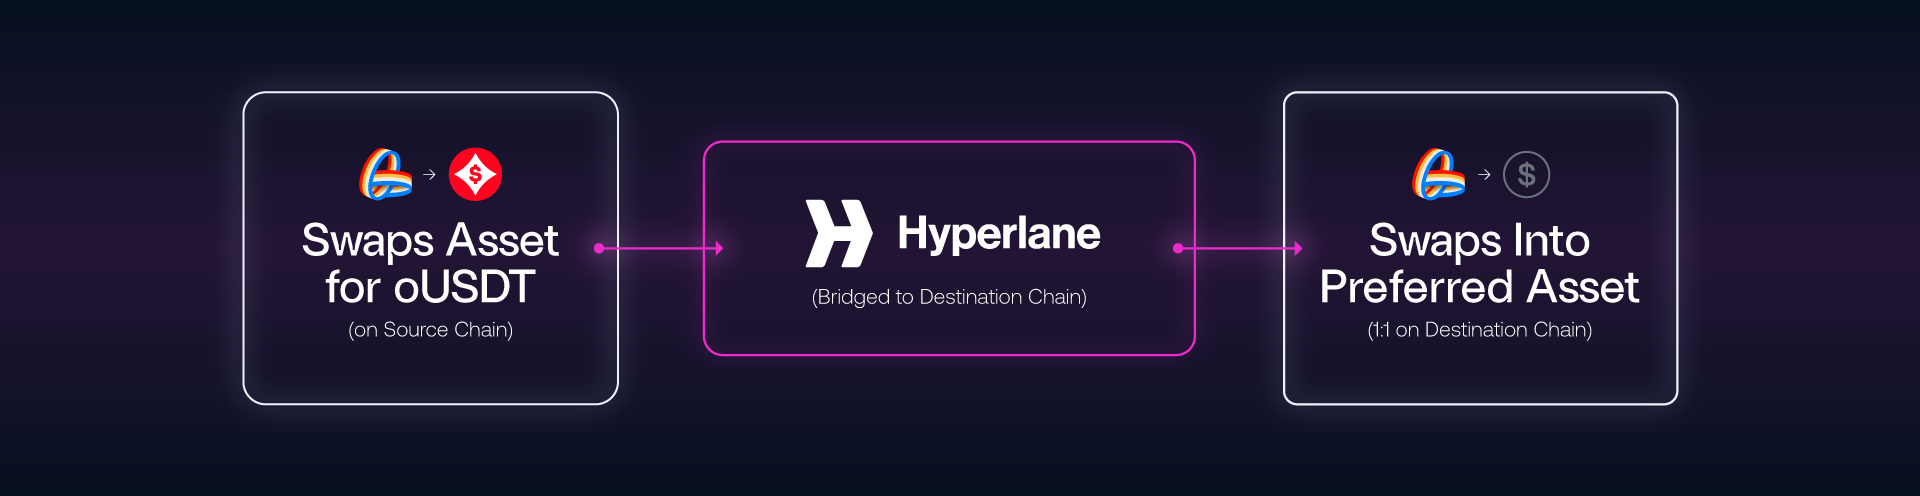 Swaps Asset
for oUSDT
(on Source Chain)
Hyperlane
(Bridged to Destination Chain)
$
Swaps Into
Preferred Asset
(1:1 on Destination Chain)